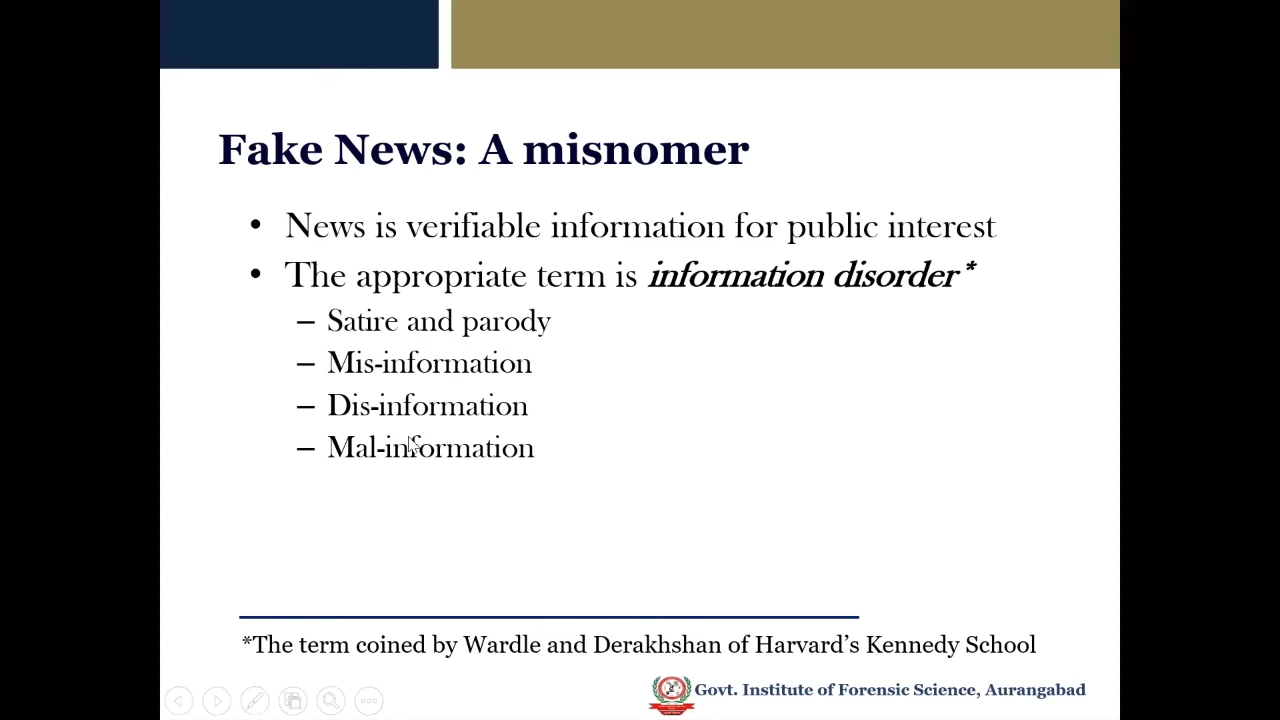 Fake News: A misnomer
• News is verifiable information for public interest
• The appropriate term is information disorder*
– Satire and parody
– Mis-information
– Dis-information
– Mal-information
*The term coined by Wardle and Derakhshan of Harvard’s Kennedy School
Govt. Institute of Forensic Science, Aurangabad